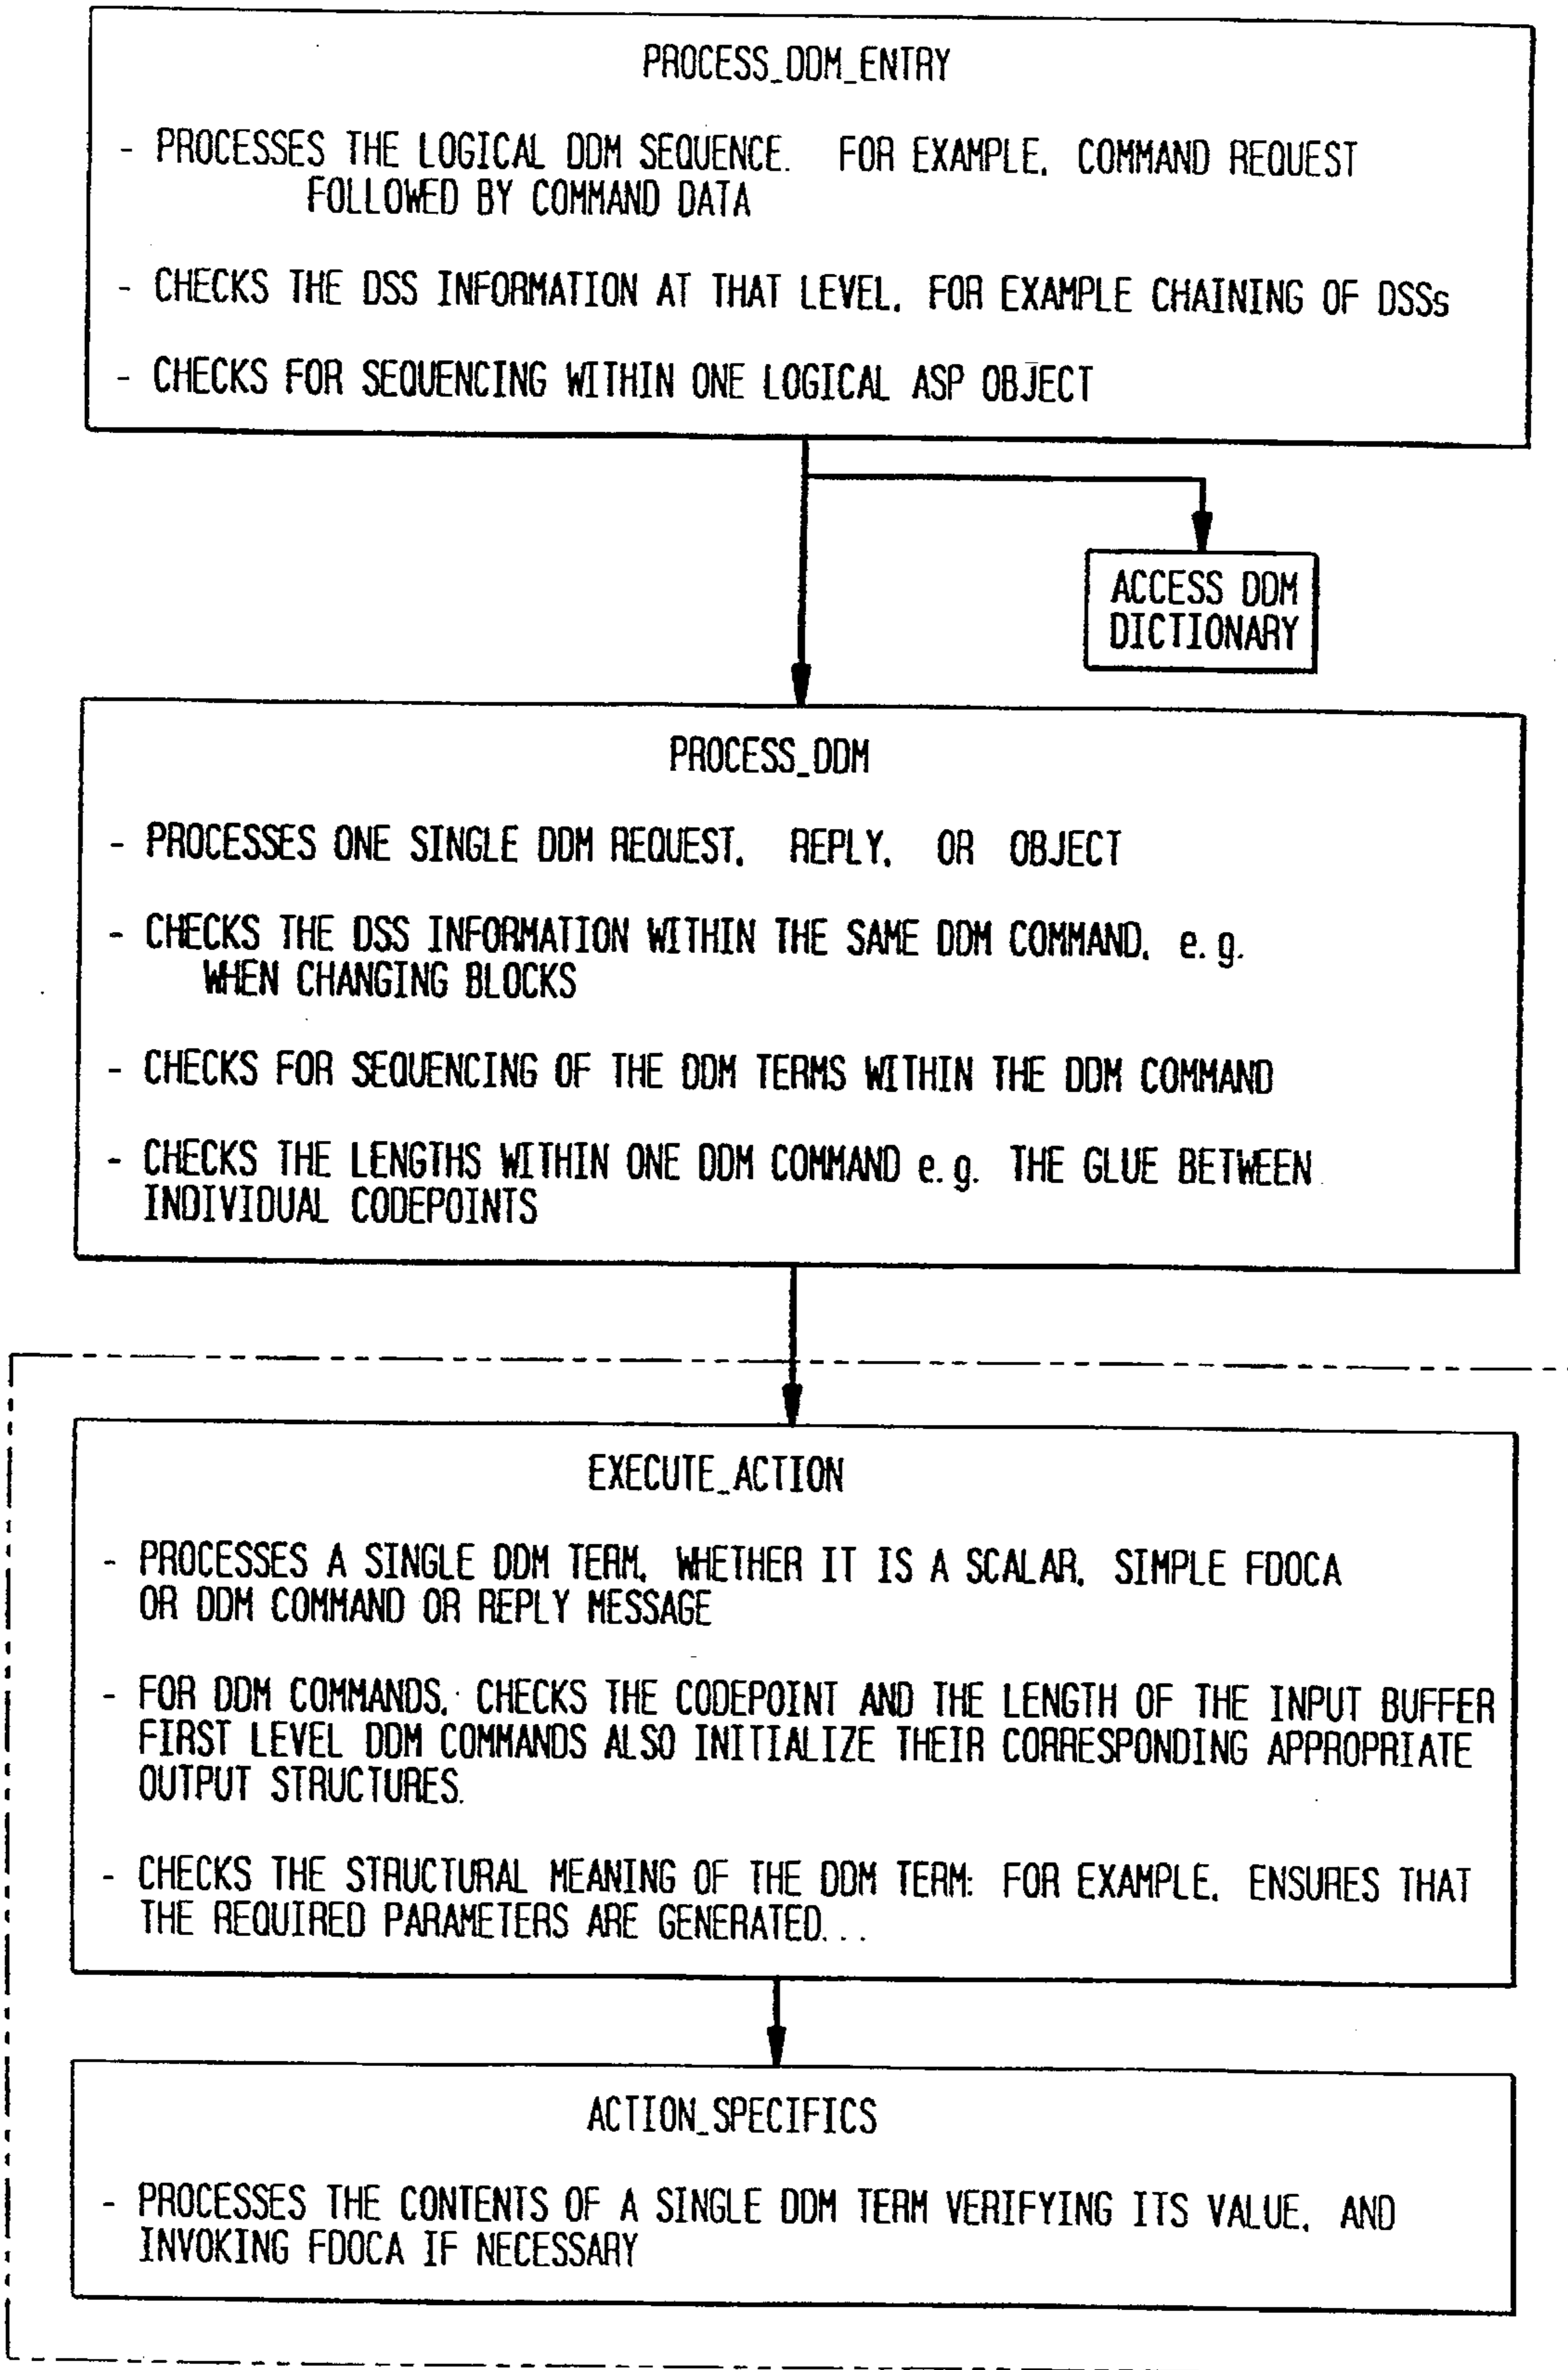 PROCESS_DDM_ENTRY
- PROCESSES THE LOGICAL DDM SEQUENCE. FOR EXAMPLE, COMMAND REQUEST
FOLLOWED BY COMMAND DATA
- CHECKS THE DSS INFORMATION AT THAT LEVEL, FOR EXAMPLE CHAINING OF DSSs
- CHECKS FOR SEQUENCING WITHIN ONE LOGICAL ASP OBJECT
ACCESS DDM
DICTIONARY
PROCESS_DDM
- PROCESSES ONE SINGLE DDM REQUEST, REPLY, OR OBJECT
- CHECKS THE DSS INFORMATION WITHIN THE SAME DDM COMMAND, e.g.
WHEN CHANGING BLOCKS
- CHECKS FOR SEQUENCING OF THE DDM TERMS WITHIN THE DDM COMMAND
- CHECKS THE LENGTHS WITHIN ONE DDM COMMAND e.g. THE GLUE BETWEEN
INDIVIDUAL CODEPOINTS
EXECUTE_ACTION
- PROCESSES A SINGLE DDM TERM, WHETHER IT IS A SCALAR, SIMPLE FDOCA
OR DDM COMMAND OR REPLY MESSAGE
- FOR DDM COMMANDS, CHECKS THE CODEPOINT AND THE LENGTH OF THE INPUT BUFFER
FIRST LEVEL DDM COMMANDS ALSO INITIALIZE THEIR CORRESPONDING APPROPRIATE
OUTPUT STRUCTURES.
- CHECKS THE STRUCTURAL MEANING OF THE DDM TERM: FOR EXAMPLE, ENSURES THAT
THE REQUIRED PARAMETERS ARE GENERATED...
ACTION_SPECIFICS
- PROCESSES THE CONTENTS OF A SINGLE DDM TERM VERIFYING ITS VALUE, AND
INVOKING FDOCA IF NECESSARY